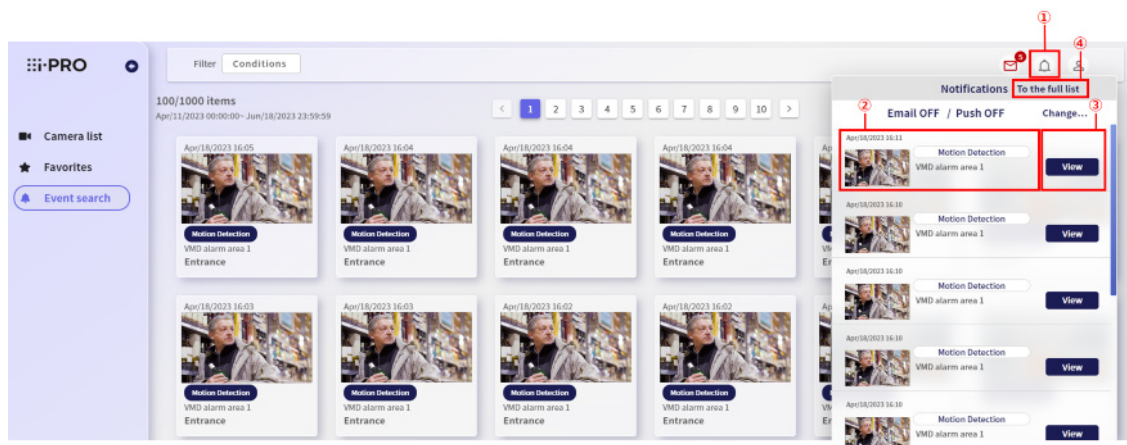 ①
④
i-PRO
Filter
Conditions
5
Notifications
To the full list
100/1000 items
Apr/11/2023 00:00:00~ Jun/18/2023 23:59:59
<
1
2
3
4
5
6
7
8
9
10
>
②
Email OFF / Push OFF
Change...
③
Camera list
Favorites
Event search
Apr/18/2023 16:05
Motion Detection
VMD alarm area 1
Entrance
Apr/18/2023 16:04
Motion Detection
VMD alarm area 1
Entrance
Apr/18/2023 16:04
Motion Detection
VMD alarm area 1
Entrance
Apr/18/2023 16:04
Motion Detection
VMD alarm area 1
Entrance
Apr/18/2023 16:03
Motion Detection
VMD alarm area 1
Entrance
Apr/18/2023 16:03
Motion Detection
VMD alarm area 1
Entrance
Apr/18/2023 16:02
Motion Detection
VMD alarm area 1
Entrance
Apr/18/2023 16:02
Motion Detection
VMD alarm area 1
Entrance
Apr/18/2023 16:11
Motion Detection
VMD alarm area 1
View
Apr/18/2023 16:10
Motion Detection
VMD alarm area 1
View
Apr/18/2023 16:10
Motion Detection
VMD alarm area 1
View
Apr/18/2023 16:10
Motion Detection
VMD alarm area 1
View
Apr/18/2023 16:10
Motion Detection
VMD alarm area 1
View